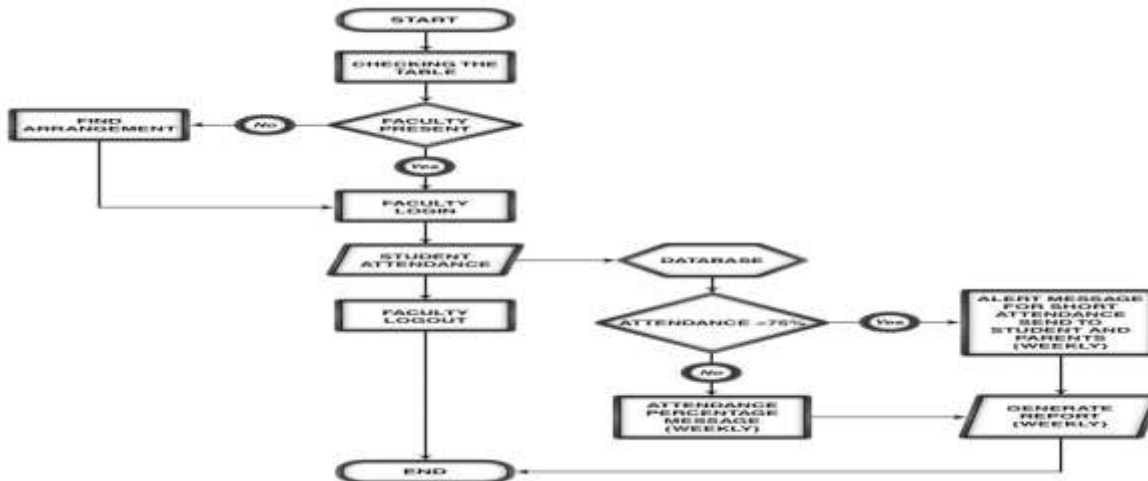 START
CHECKING THE
TABLE
FACULTY
PRESENT
No
FIND
ARRANGEMENT
Yes
FACULTY
LOGIN
STUDENT
ATTENDANCE
DATABASE
FACULTY
LOGOUT
ATTENDANCE
Yes
ALERT MESSAGE
FOR SHORT
ATTENDANCE
SEND TO
STUDENT AND
PARENTS
(WEEKLY)
No
ATTENDANCE
PERCENTAGE
MESSAGE
(WEEKLY)
GENERATE
REPORT
(WEEKLY)
END